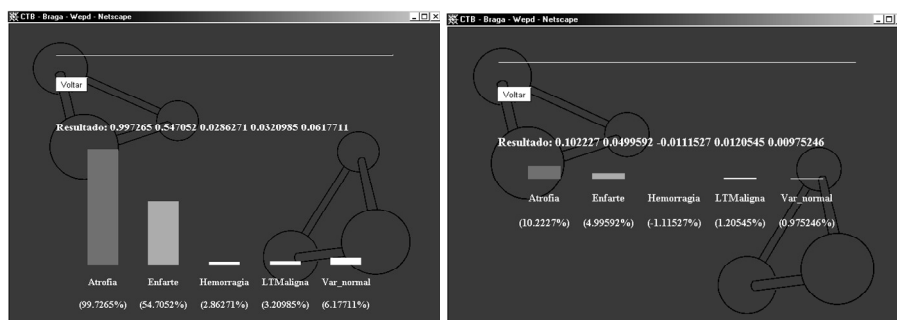 CTB - Braga - Wepd - Netscape
Voltar
Resultado: 0.997265 0.547052 0.0286271 0.0320985 0.0617711
Atrofia Enfarte Hemorragia LTMaligna Var_normal
(99.7265%) (54.7052%) (2.86271%) (3.20985%) (6.17711%)
CTB - Braga - Wepd - Netscape
Voltar
Resultado: 0.102227 0.0499592 -0.0111527 0.0120545 0.00975246
Atrofia Enfarte Hemorragia LTMaligna Var_normal
(10.2227%) (4.99592%) (-1.11527%) (1.20545%) (0.975246%)